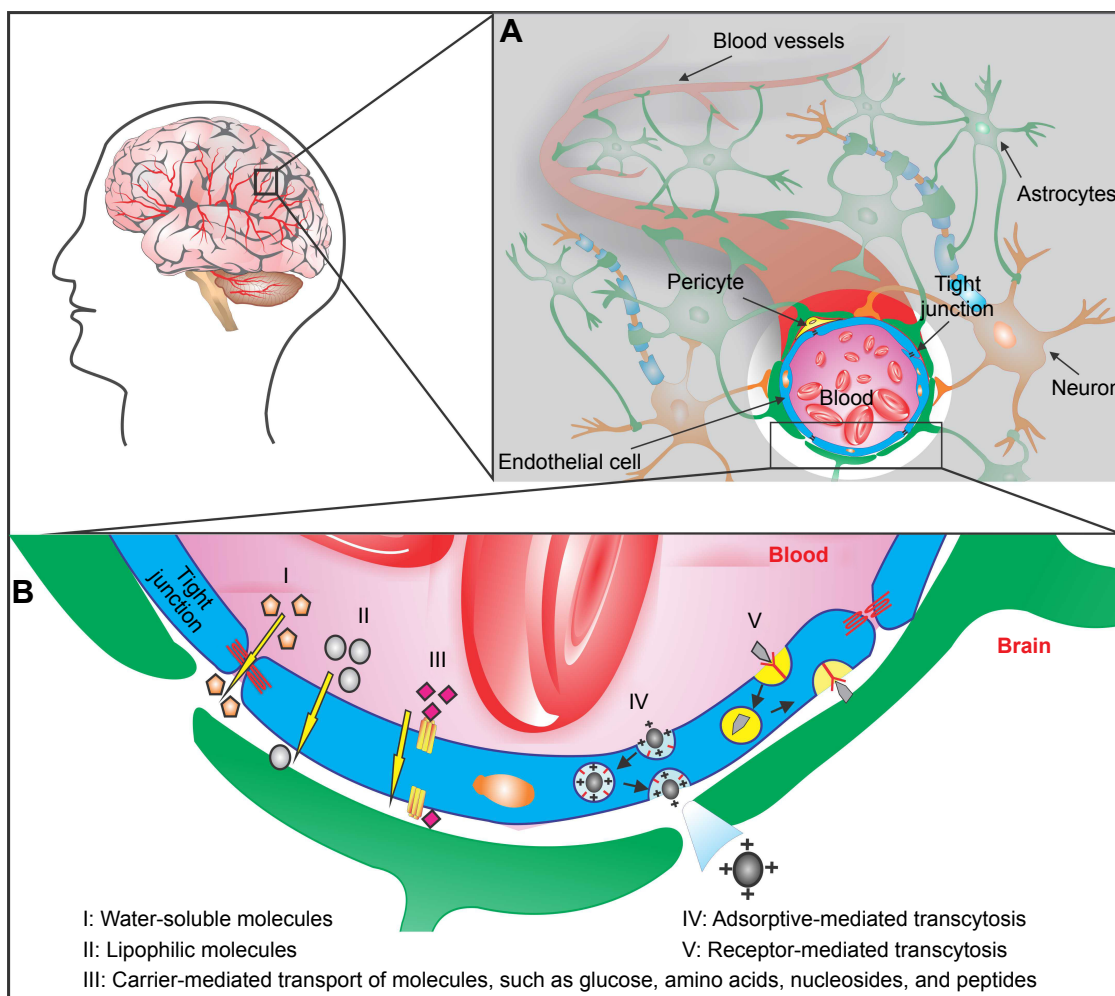 A
Blood vessels
Astrocytes
Pericyte
Tight
junction
Neuron
Blood
Endothelial cell
B
Tight
junction
I
II
III
IV
V
Blood
Brain
+
+
+
+
I: Water-soluble molecules
II: Lipophilic molecules
III: Carrier-mediated transport of molecules, such as glucose, amino acids, nucleosides, and peptides
IV: Adsorptive-mediated transcytosis
V: Receptor-mediated transcytosis